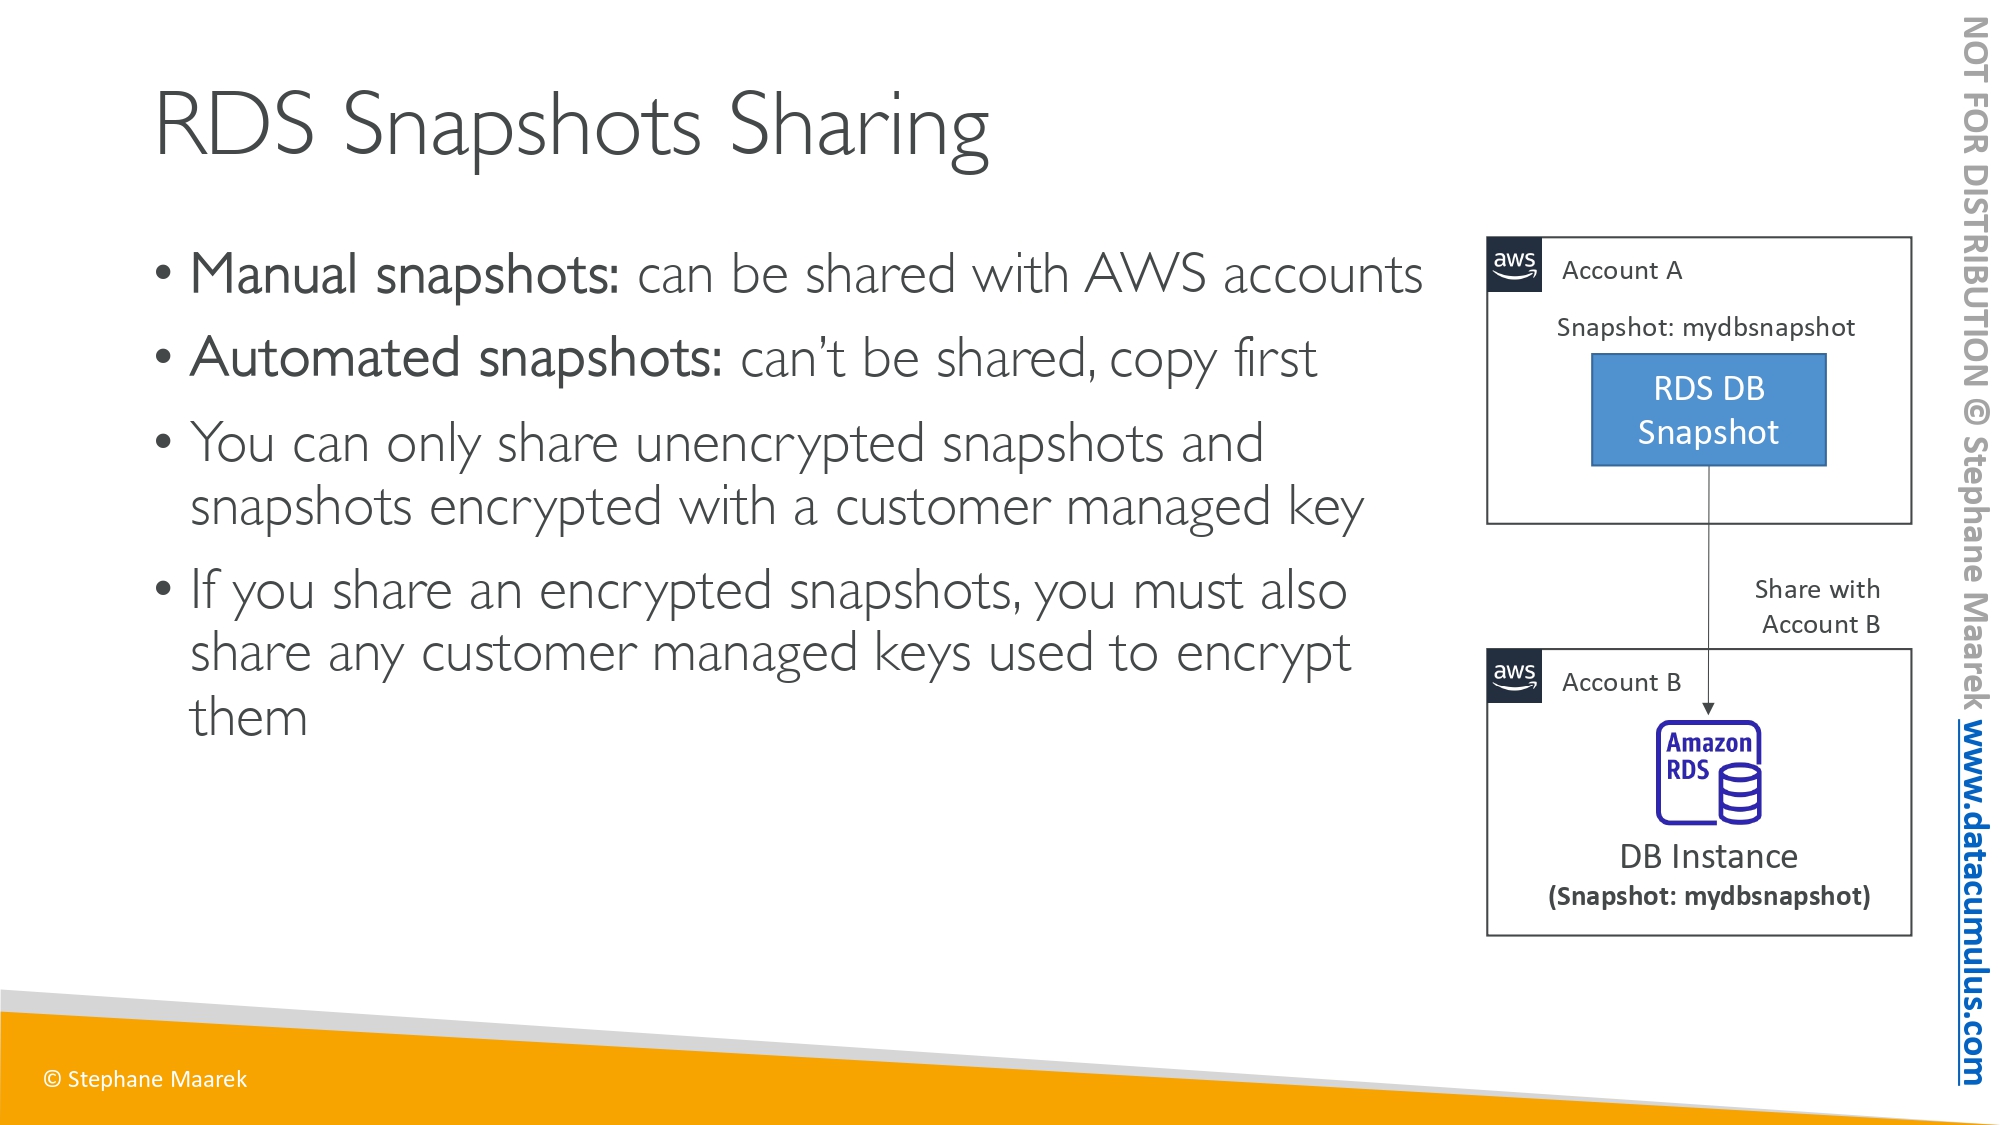 RDS Snapshots Sharing
• Manual snapshots: can be shared with AWS accounts
• Automated snapshots: can’t be shared, copy first
• You can only share unencrypted snapshots and
snapshots encrypted with a customer managed key
• If you share an encrypted snapshots, you must also
share any customer managed keys used to encrypt
them
aws
Account A
Snapshot: mydbsnapshot
RDS DB
Snapshot
Share with
Account B
aws
Account B
Amazon
RDS
DB Instance
(Snapshot: mydbsnapshot)
© Stephane Maarek
NOT FOR DISTRIBUTION © Stephane Maarek www.datacumulus.com